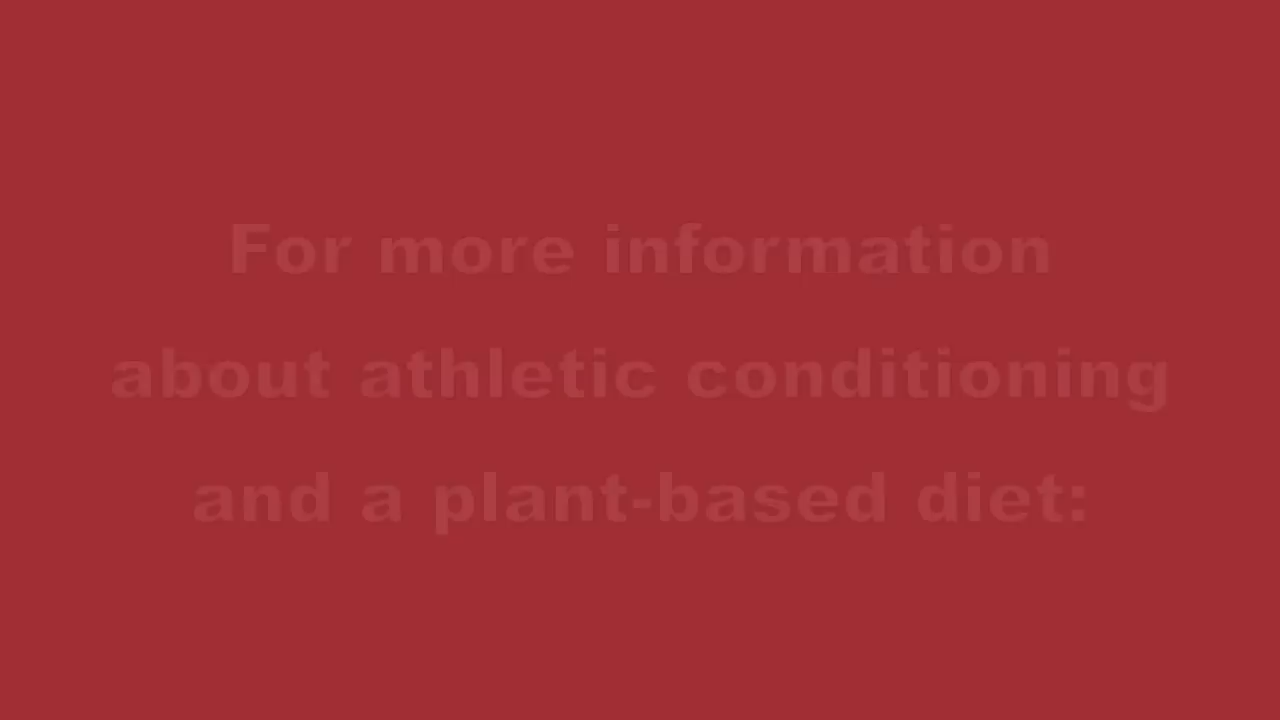 For more information
about athletic conditioning
and a plant-based diet: